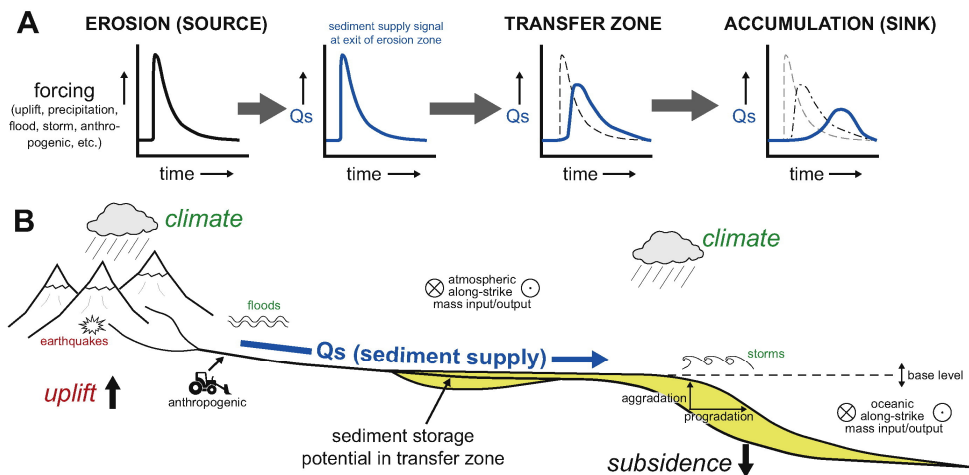 A
EROSION (SOURCE)
TRANSFER ZONE
ACCUMULATION (SINK)
sediment supply signal
at exit of erosion zone
forcing
(uplift, precipitation,
flood, storm, anthro-
pogenic, etc.)
Qs
Qs
Qs
time
time
time
time
B
climate
climate
atmospheric
along-strike
mass input/output
floods
earthquakes
Qs (sediment supply)
storms
base level
uplift
anthropogenic
aggradation
progradation
oceanic
along-strike
mass input/output
sediment storage
potential in transfer zone
subsidence